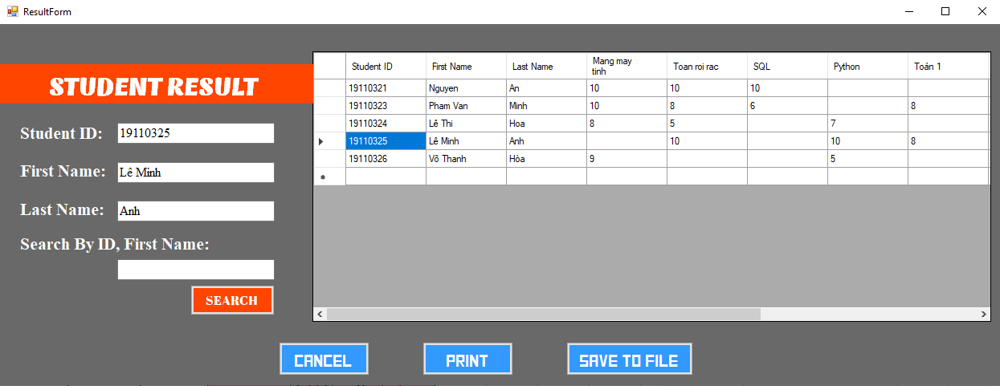 ResultForm
STUDENT RESULT
Student ID: 19110325
First Name: Lê Minh
Last Name: Anh
Search By ID, First Name:
SEARCH
Student ID First Name Last Name Mang may tinh Toan roi rac SQL Python Toán 1
19110321 Nguyen An 10 10 10
19110323 Pham Van Minh 10 8 6 8
19110324 Lê Thi Hoa 8 5 7
19110325 Lê Minh Anh 10 10 8
19110326 Võ Thanh Hòa 9 5
CANCEL PRINT SAVE TO FILE